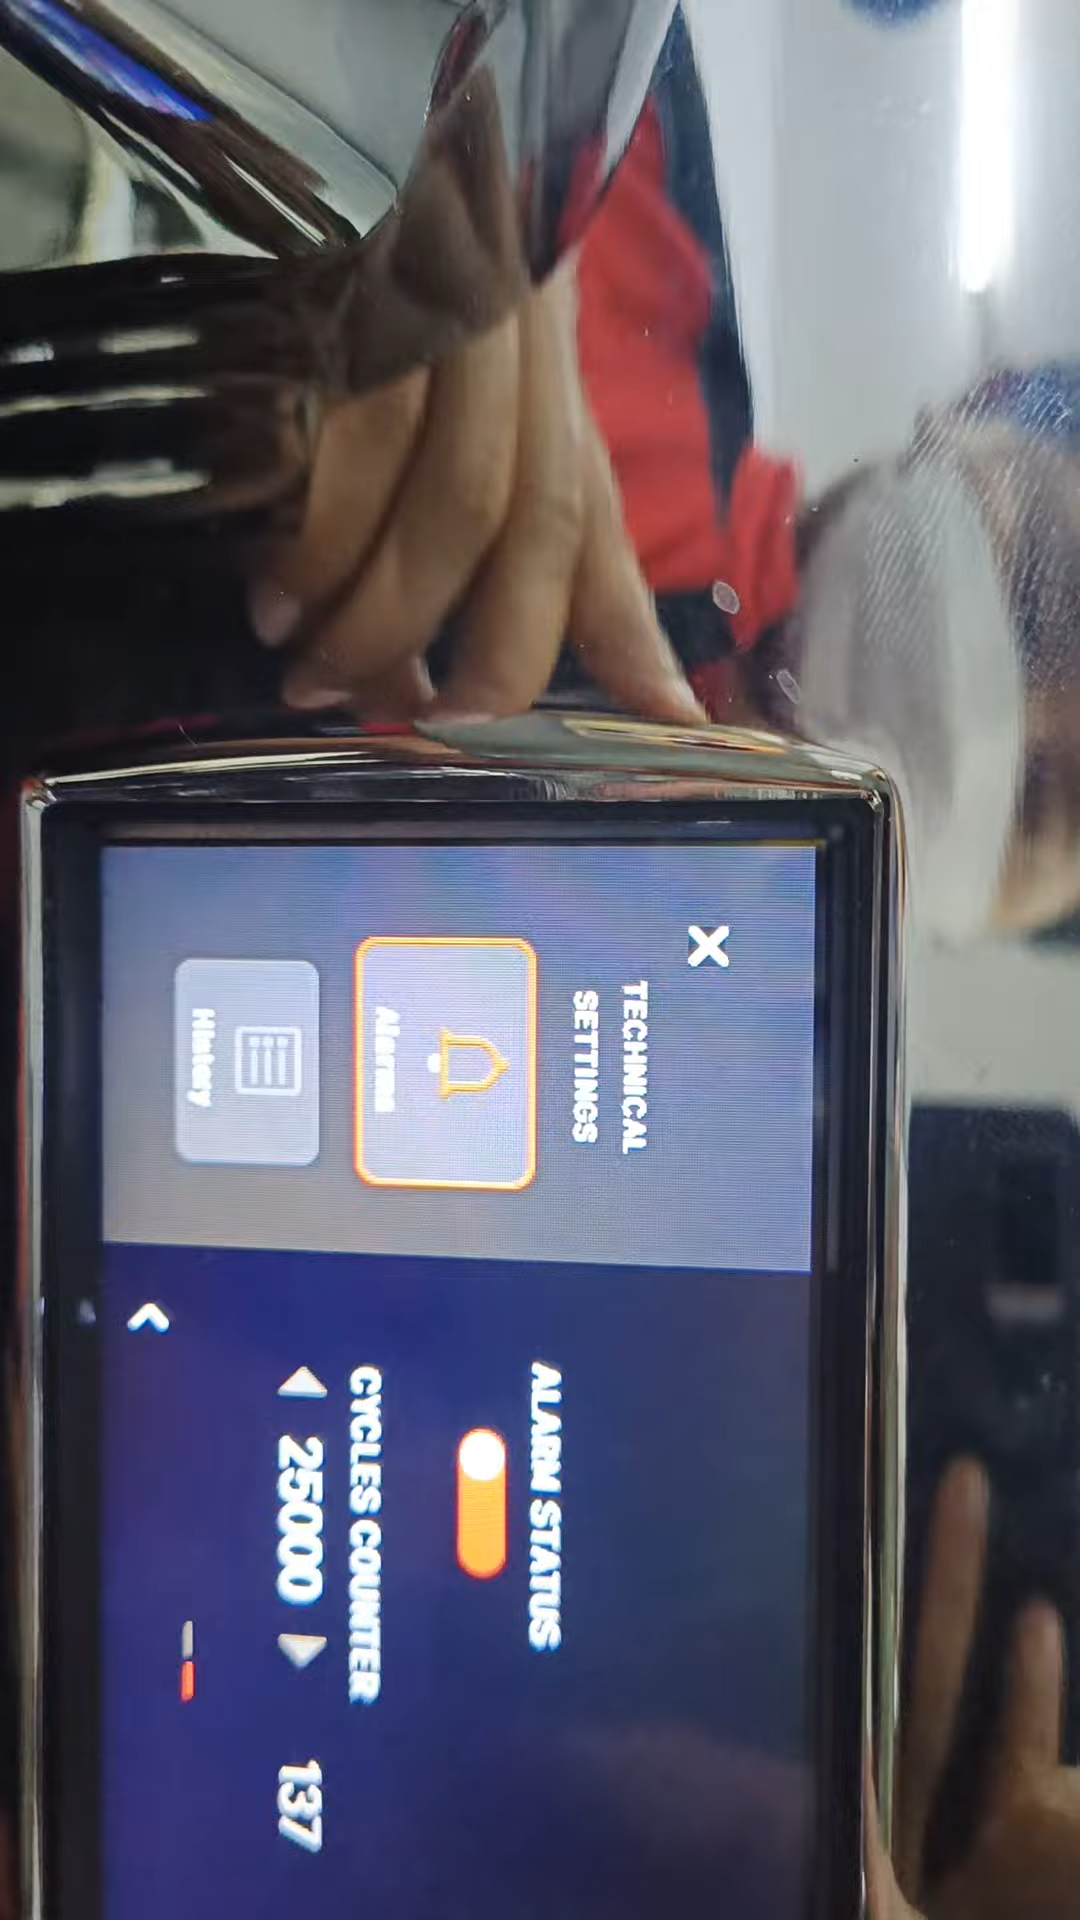 TECHNICAL
SETTINGS
Alarms
History
ALARM STATUS
CYCLES COUNTER
25000 137